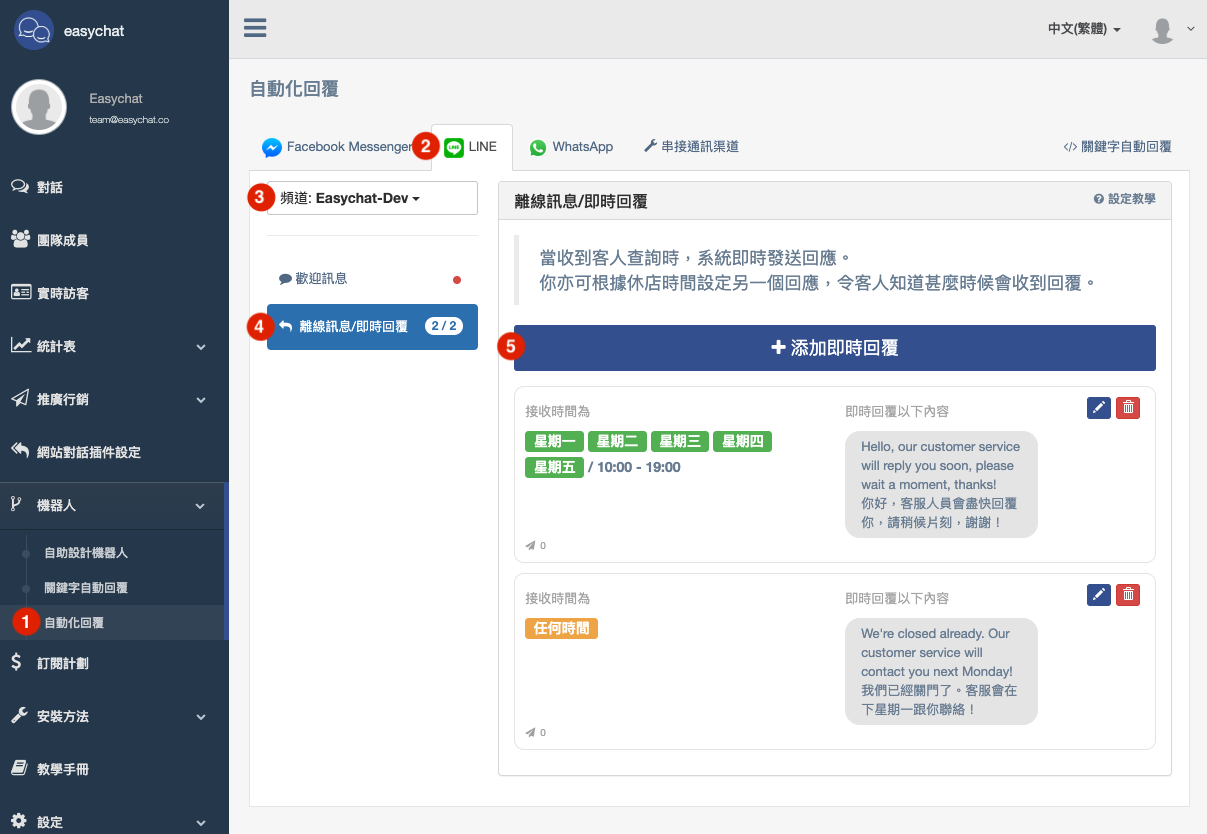 easychat
中文(繁體)
Easychat
team@easychat.co
對話
團隊成員
實時訪客
統計表
推廣行銷
網站對話插件設定
機器人
自助設計機器人
關鍵字自動回覆
1 自動化回覆
訂閱計劃
安裝方法
教學手冊
設定
自動化回覆
Facebook Messenger
2 LINE
WhatsApp
串接通訊渠道
</> 關鍵字自動回覆
3 頻道: Easychat-Dev
歡迎訊息
4 離線訊息/即時回覆 2 / 2
離線訊息/即時回覆
設定教學
當收到客人查詢時，系統即時發送回應。
你亦可根據休店時間設定另一個回應，令客人知道甚麼時候會收到回覆。
5 添加即時回覆
接收時間為
星期一 星期二 星期三 星期四
星期五 / 10:00 - 19:00
0
即時回覆以下內容
Hello, our customer service
will reply you soon, please
wait a moment, thanks!
你好，客服人員會盡快回覆
你，請稍候片刻，謝謝！
接收時間為
任何時間
0
即時回覆以下內容
We're closed already. Our
customer service will
contact you next Monday!
我們已經關門了。客服會在
下星期一跟你聯絡！